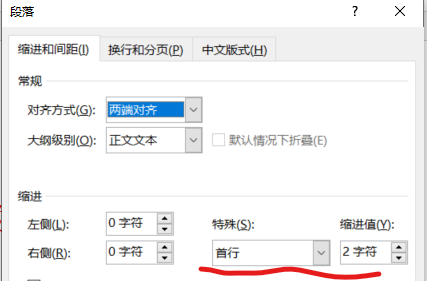 段落 ?
缩进和间距(I) 换行和分页(P) 中文版式(H)
常规
对齐方式(G): 两端对齐
大纲级别(O): 正文文本 默认情况下折叠(E)
缩进
左侧(L): 0 字符 特殊(S): 缩进值(Y):
右侧(R): 0 字符 首行 2 字符